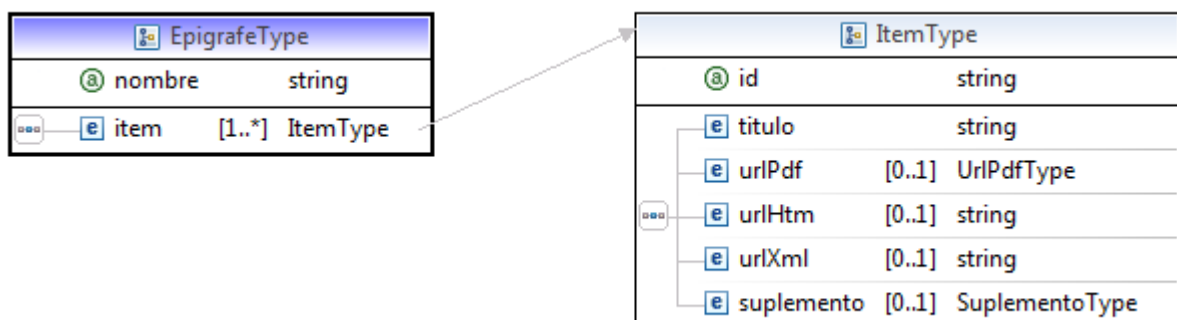 EpigrafeType
a nombre string
e item [1..*] ItemType
ItemType
a id string
e titulo string
e urlPdf [0..1] UrlPdfType
e urlHtm [0..1] string
e urlXml [0..1] string
e suplemento [0..1] SuplementoType